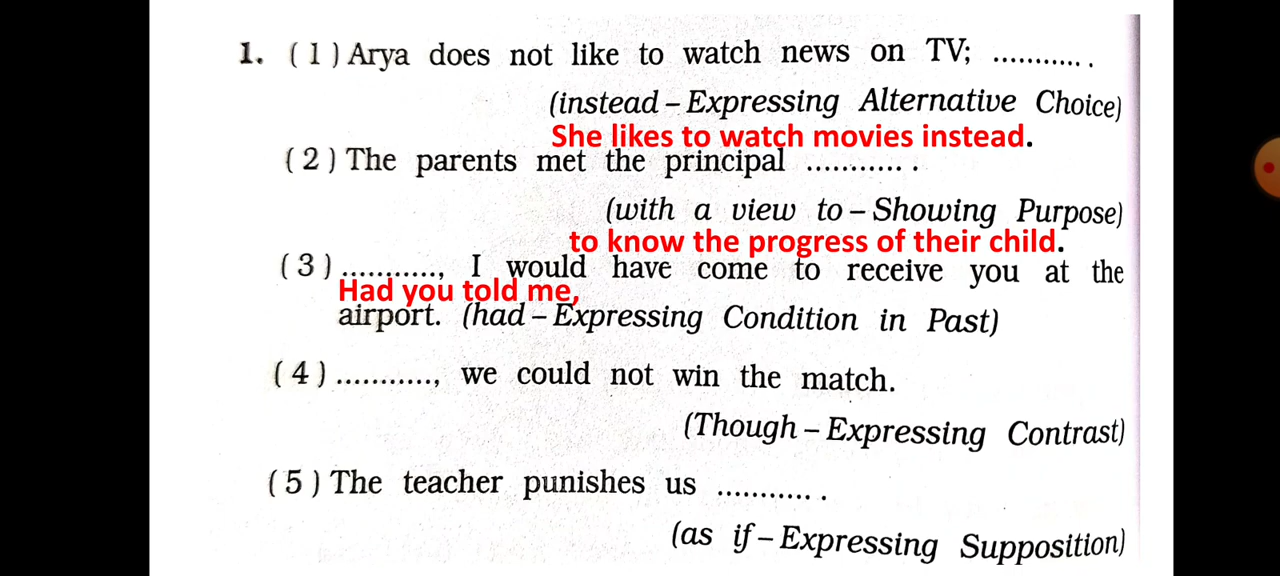 1. ( 1 ) Arya does not like to watch news on TV; ........... .
(instead – Expressing Alternative Choice)
She likes to watch movies instead.
( 2 ) The parents met the principal ........... .
(with a view to – Showing Purpose)
to know the progress of their child.
( 3 ) ..........., I would have come to receive you at the
Had you told me,
airport. (had – Expressing Condition in Past)
( 4 ) ..........., we could not win the match.
(Though – Expressing Contrast)
( 5 ) The teacher punishes us ........... .
(as if – Expressing Supposition)